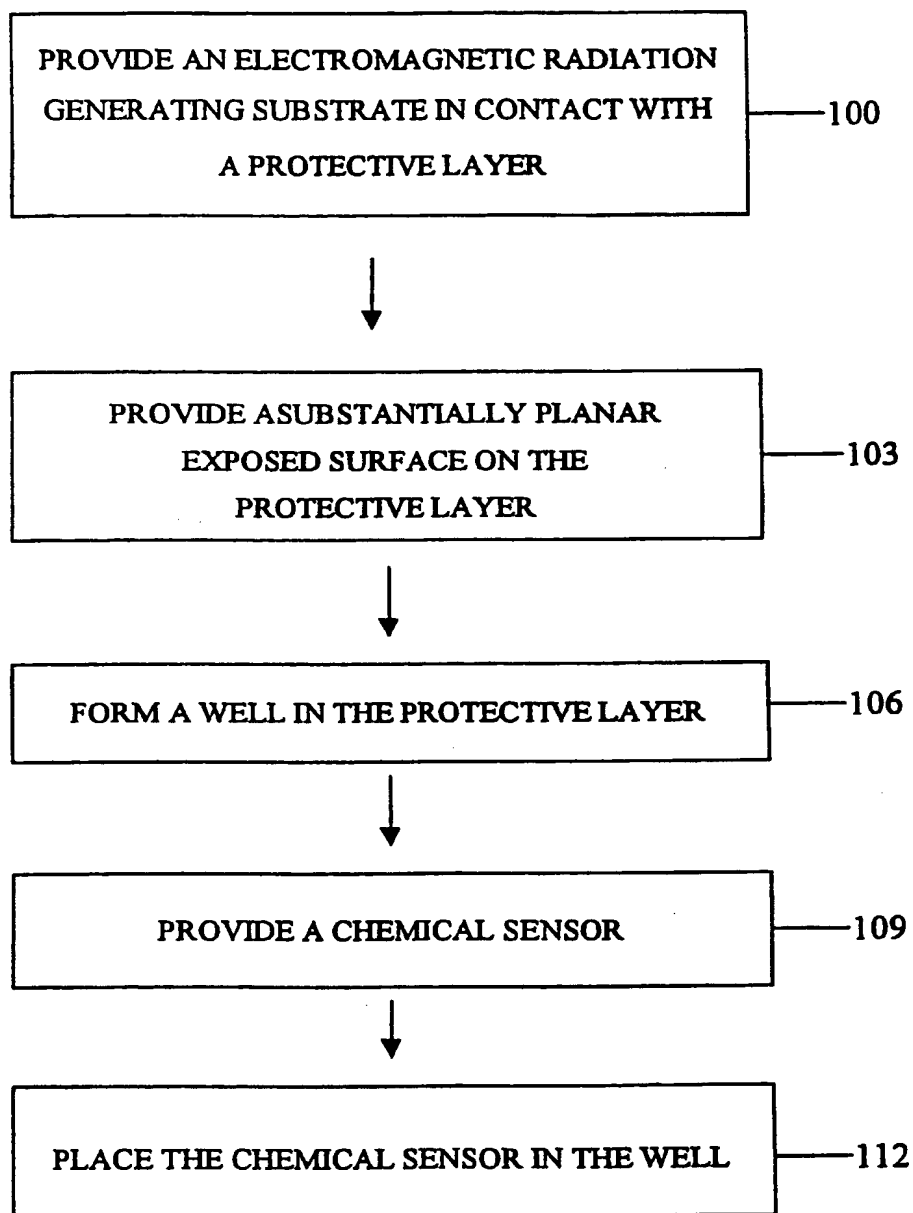 PROVIDE AN ELECTROMAGNETIC RADIATION
GENERATING SUBSTRATE IN CONTACT WITH
A PROTECTIVE LAYER
100
PROVIDE ASUBSTANTIALLY PLANAR
EXPOSED SURFACE ON THE
PROTECTIVE LAYER
103
FORM A WELL IN THE PROTECTIVE LAYER
106
PROVIDE A CHEMICAL SENSOR
109
PLACE THE CHEMICAL SENSOR IN THE WELL
112